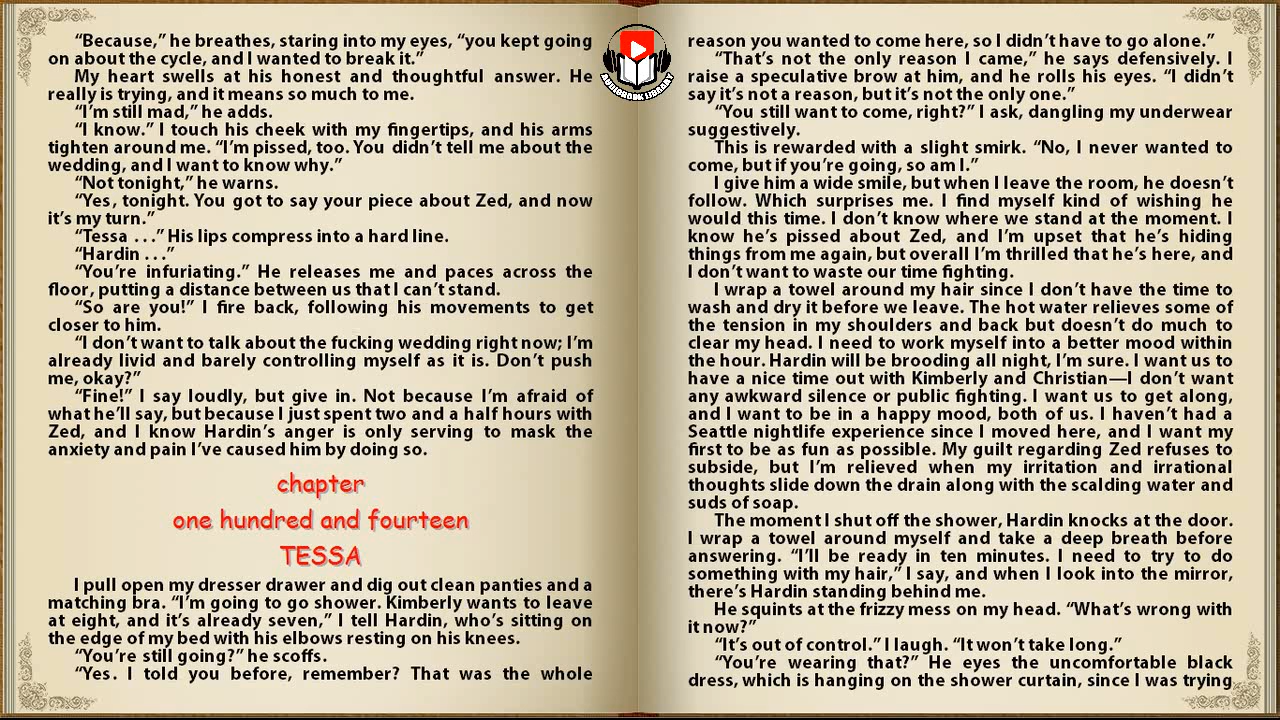 “Because,” he breathes, staring into my eyes, “you kept going
on about the cycle, and I wanted to break it.”
My heart swells at his honest and thoughtful answer. He
really is trying, and it means so much to me.
“I’m still mad,” he adds.
“I know.” I touch his cheek with my fingertips, and his arms
tighten around me. “I’m pissed, too. You didn’t tell me about the
wedding, and I want to know why.”
“Not tonight,” he warns.
“Yes, tonight. You got to say your piece about Zed, and now
it’s my turn.”
“Tessa . . .” His lips compress into a hard line.
“Hardin . . .”
“You’re infuriating.” He releases me and paces across the
floor, putting a distance between us that I can’t stand.
“So are you!” I fire back, following his movements to get
closer to him.
“I don’t want to talk about the fucking wedding right now; I’m
already livid and barely controlling myself as it is. Don’t push
me, okay?”
“Fine!” I say loudly, but give in. Not because I’m afraid of
what he’ll say, but because I just spent two and a half hours with
Zed, and I know Hardin’s anger is only serving to mask the
anxiety and pain I’ve caused him by doing so.
chapter
one hundred and fourteen
TESSA
I pull open my dresser drawer and dig out clean panties and a
matching bra. “I’m going to go shower. Kimberly wants to leave
at eight, and it’s already seven,” I tell Hardin, who’s sitting on
the edge of my bed with his elbows resting on his knees.
“You’re still going?” he scoffs.
“Yes. I told you before, remember? That was the whole
AUDIOBOOK LIBRARY
reason you wanted to come here, so I didn’t have to go alone.”
“That’s not the only reason I came,” he says defensively. I
raise a speculative brow at him, and he rolls his eyes. “I didn’t
say it’s not a reason, but it’s not the only one.”
“You still want to come, right?” I ask, dangling my underwear
suggestively.
This is rewarded with a slight smirk. “No, I never wanted to
come, but if you’re going, so am I.”
I give him a wide smile, but when I leave the room, he doesn’t
follow. Which surprises me. I find myself kind of wishing he
would this time. I don’t know where we stand at the moment. I
know he’s pissed about Zed, and I’m upset that he’s hiding
things from me again, but overall I’m thrilled that he’s here, and
I don’t want to waste our time fighting.
I wrap a towel around my hair since I don’t have the time to
wash and dry it before we leave. The hot water relieves some of
the tension in my shoulders and back but doesn’t do much to
clear my head. I need to work myself into a better mood within
the hour. Hardin will be brooding all night, I’m sure. I want us to
have a nice time out with Kimberly and Christian—I don’t want
any awkward silence or public fighting. I want us to get along,
and I want to be in a happy mood, both of us. I haven’t had a
Seattle nightlife experience since I moved here, and I want my
first to be as fun as possible. My guilt regarding Zed refuses to
subside, but I’m relieved when my irritation and irrational
thoughts slide down the drain along with the scalding water and
suds of soap.
The moment I shut off the shower, Hardin knocks at the door.
I wrap a towel around myself and take a deep breath before
answering. “I’ll be ready in ten minutes. I need to try to do
something with my hair,” I say, and when I look into the mirror,
there’s Hardin standing behind me.
He squints at the frizzy mess on my head. “What’s wrong with
it now?”
“It’s out of control.” I laugh. “It won’t take long.”
“You’re wearing that?” He eyes the uncomfortable black
dress, which is hanging on the shower curtain, since I was trying